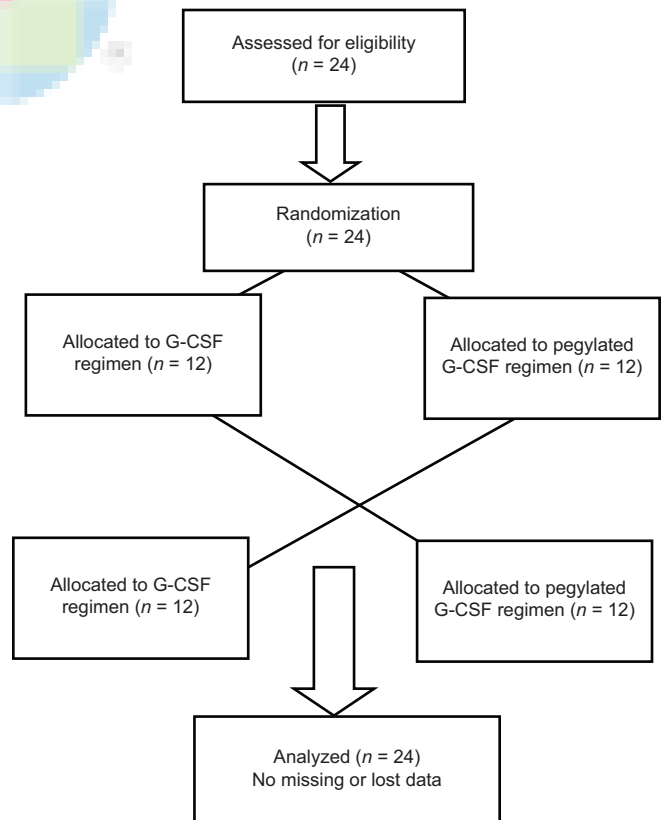 Assessed for eligibility
(n = 24)
Randomization
(n = 24)
Allocated to G-CSF
regimen (n = 12)
Allocated to pegylated
G-CSF regimen (n = 12)
Allocated to G-CSF
regimen (n = 12)
Allocated to pegylated
G-CSF regimen (n = 12)
Analyzed (n = 24)
No missing or lost data